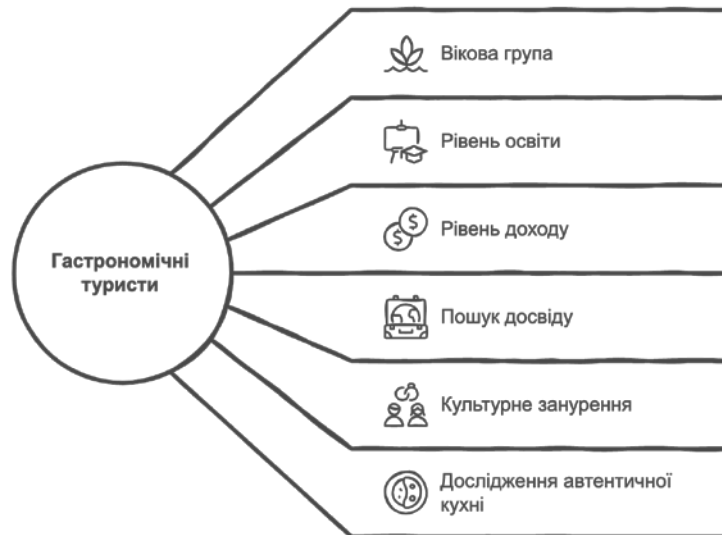 Гастрономічні
туристи
Вікова група
Рівень освіти
Рівень доходу
Пошук досвіду
Культурне занурення
Дослідження автентичної
кухні